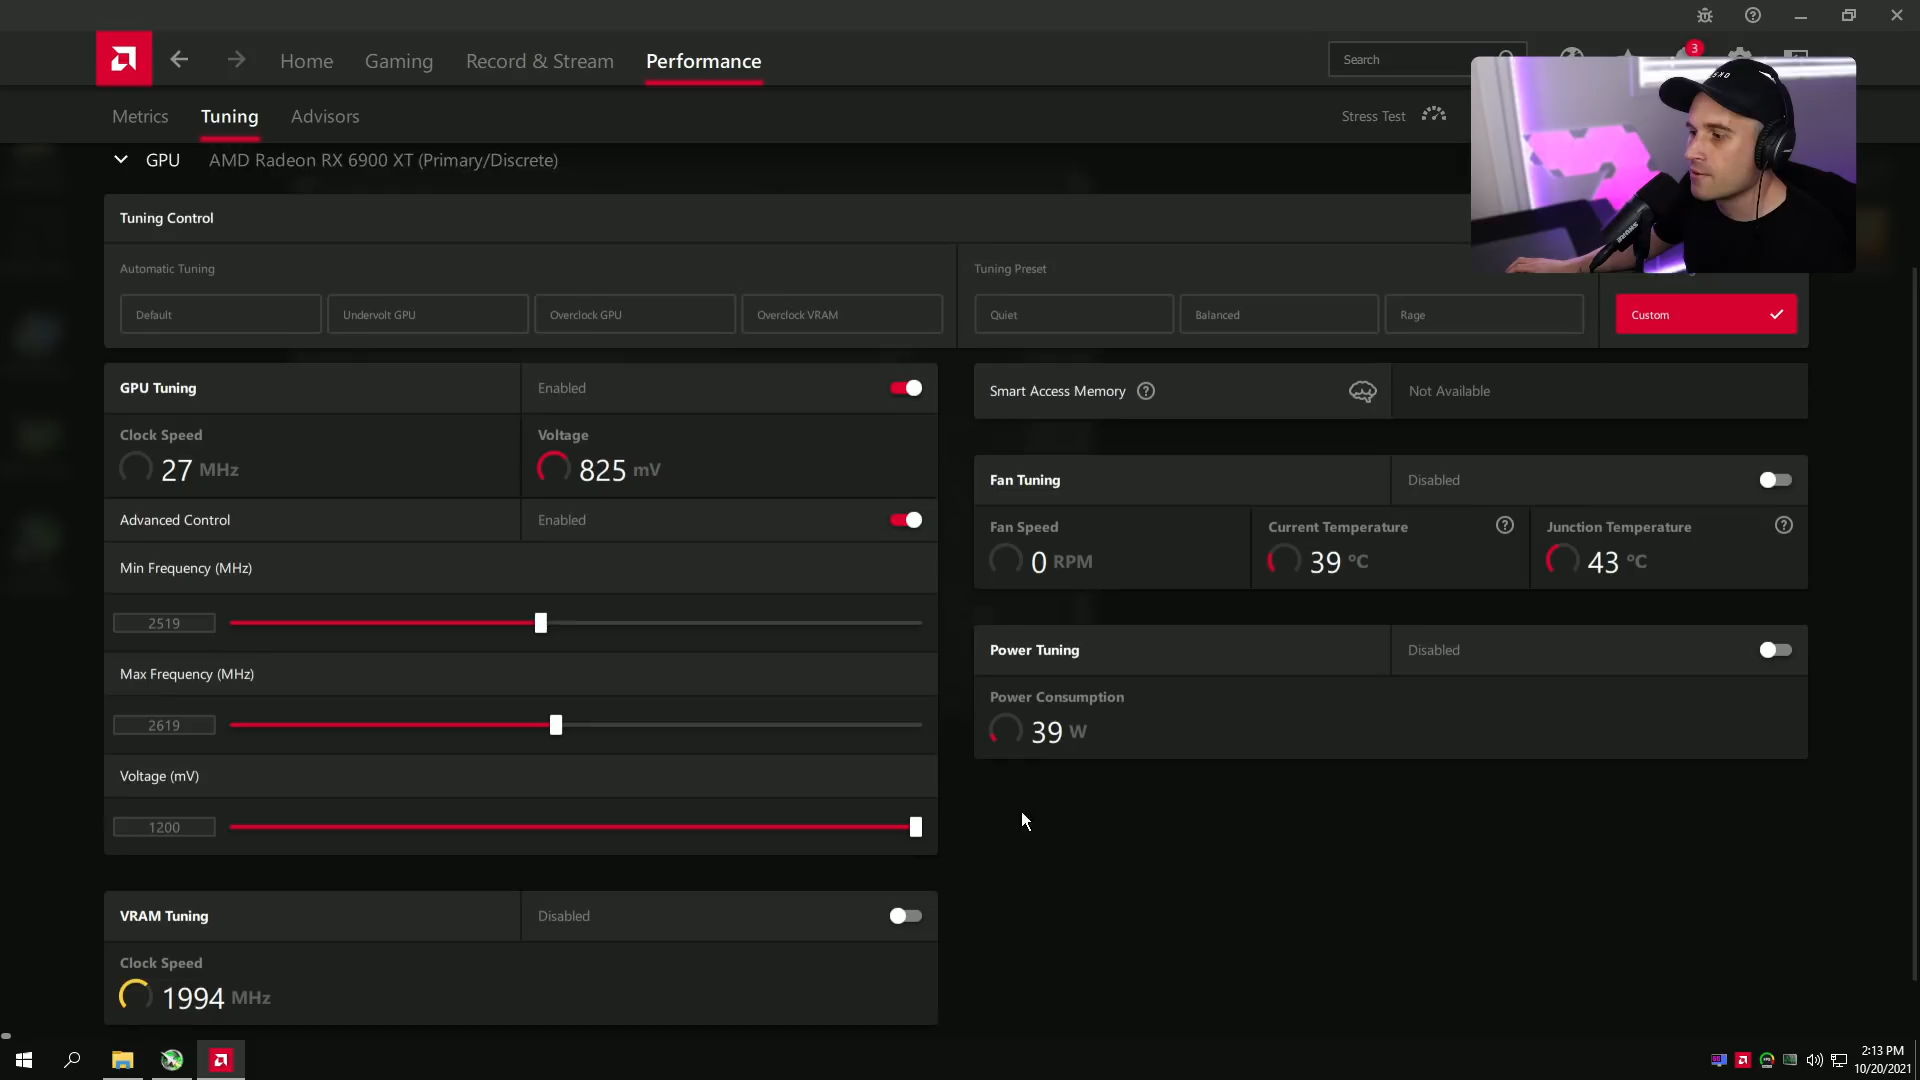 Home
Gaming
Record & Stream
Performance
Search
3
Metrics
Tuning
Advisors
Stress Test
GPU
AMD Radeon RX 6900 XT (Primary/Discrete)
Tuning Control
Automatic Tuning
Tuning Preset
Default
Undervolt GPU
Overclock GPU
Overclock VRAM
Quiet
Balanced
Rage
Custom
GPU Tuning
Enabled
Smart Access Memory
Not Available
Clock Speed
27 MHz
Voltage
825 mV
Advanced Control
Enabled
Min Frequency (MHz)
2519
Max Frequency (MHz)
2619
Voltage (mV)
1200
Fan Tuning
Disabled
Fan Speed
0 RPM
Current Temperature
39 °C
Junction Temperature
43 °C
Power Tuning
Disabled
Power Consumption
39 W
VRAM Tuning
Disabled
Clock Speed
1994 MHz
2:13 PM
10/20/2021